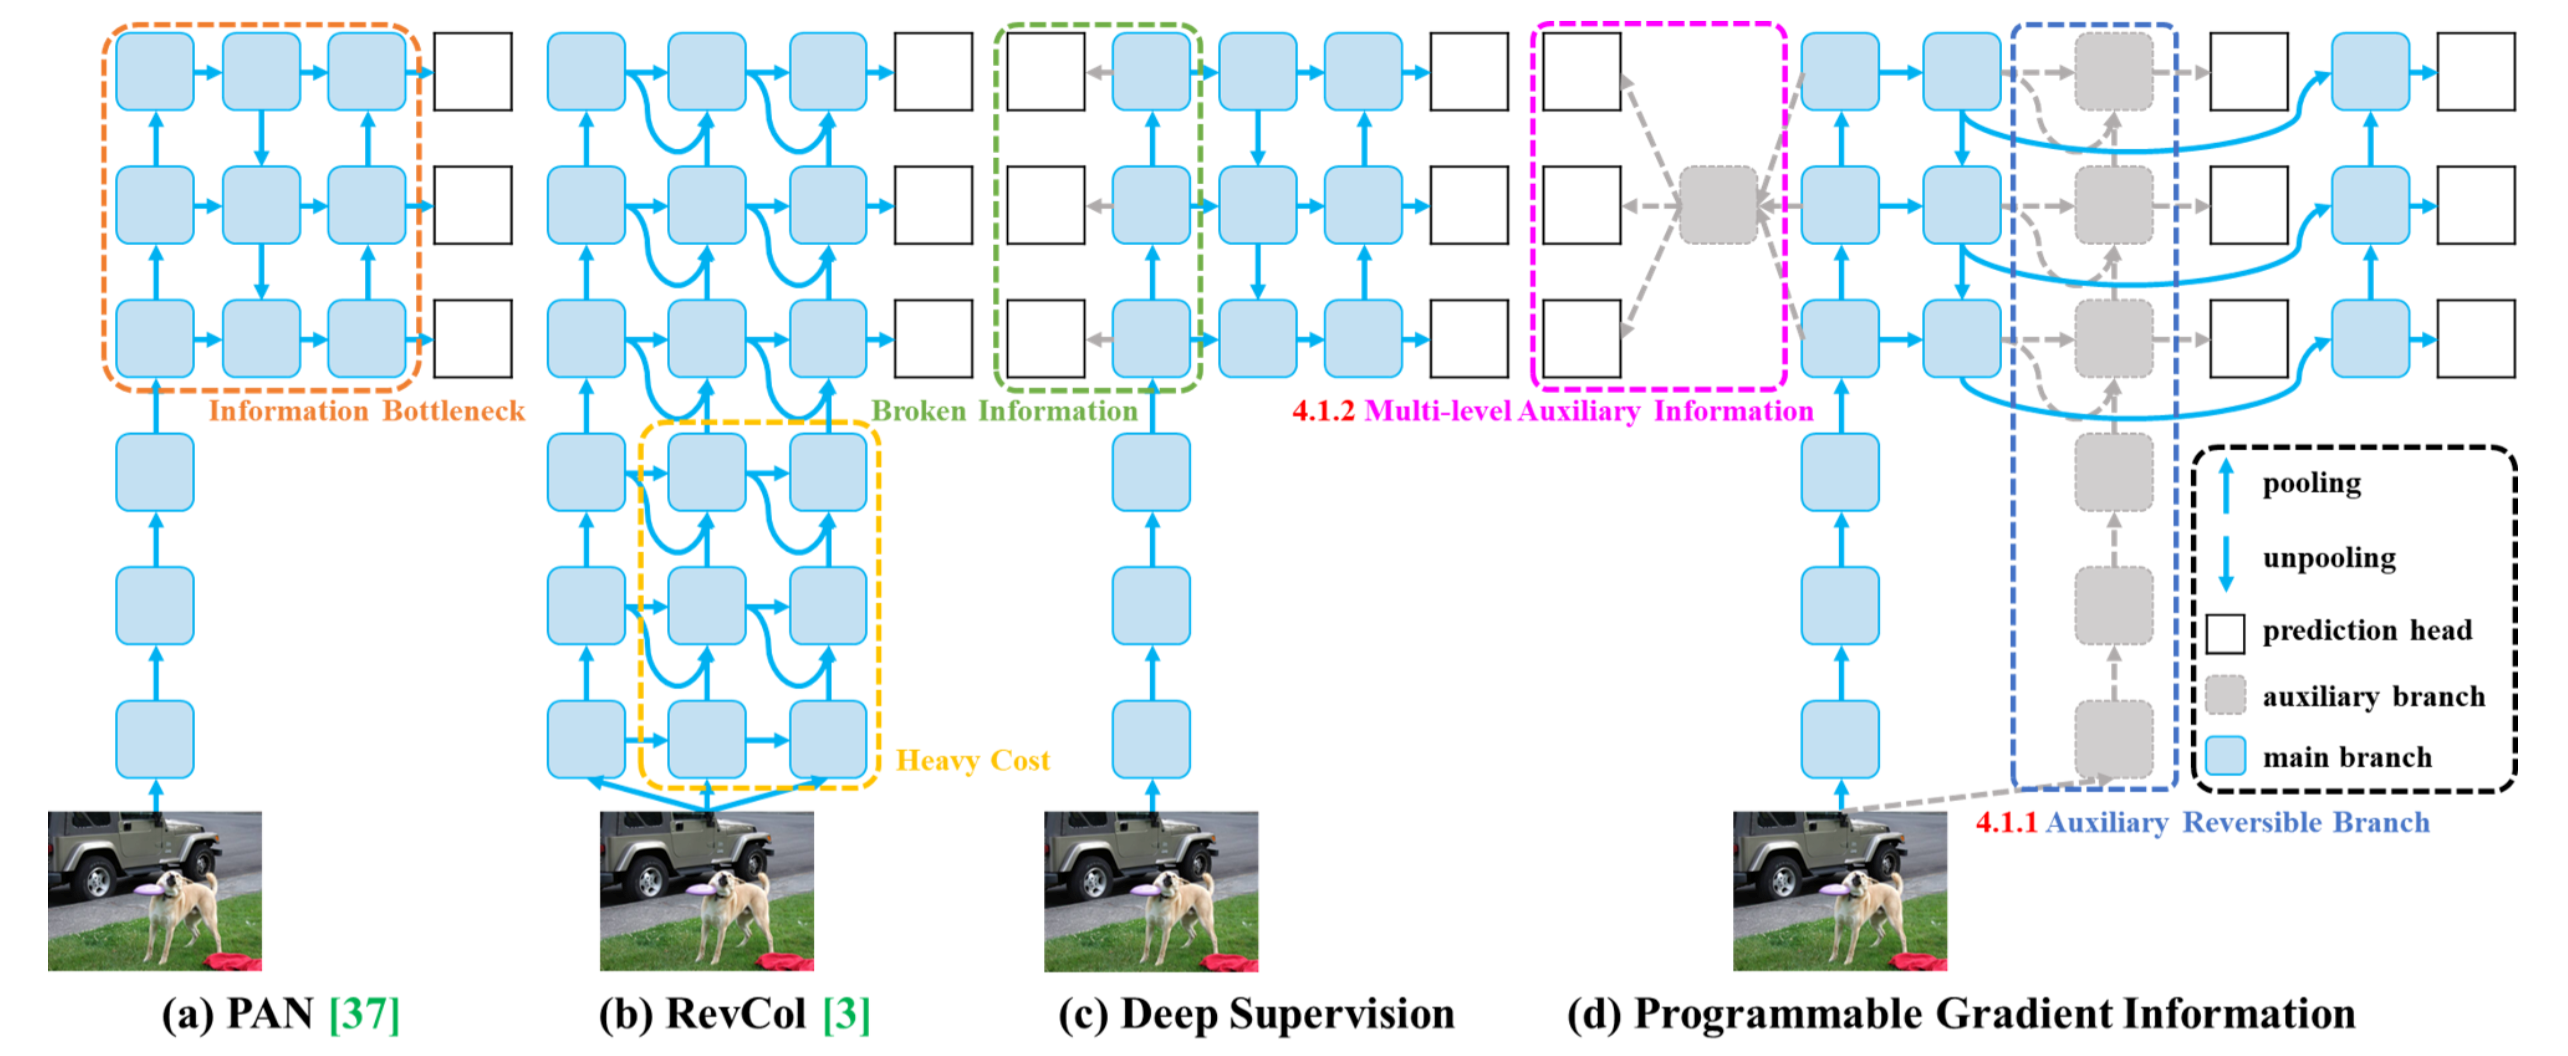 Information Bottleneck
Broken Information
4.1.2 Multi-level Auxiliary Information
pooling
unpooling
prediction head
auxiliary branch
main branch
Heavy Cost
4.1.1 Auxiliary Reversible Branch
(a) PAN [37]
(b) RevCol [3]
(c) Deep Supervision
(d) Programmable Gradient Information